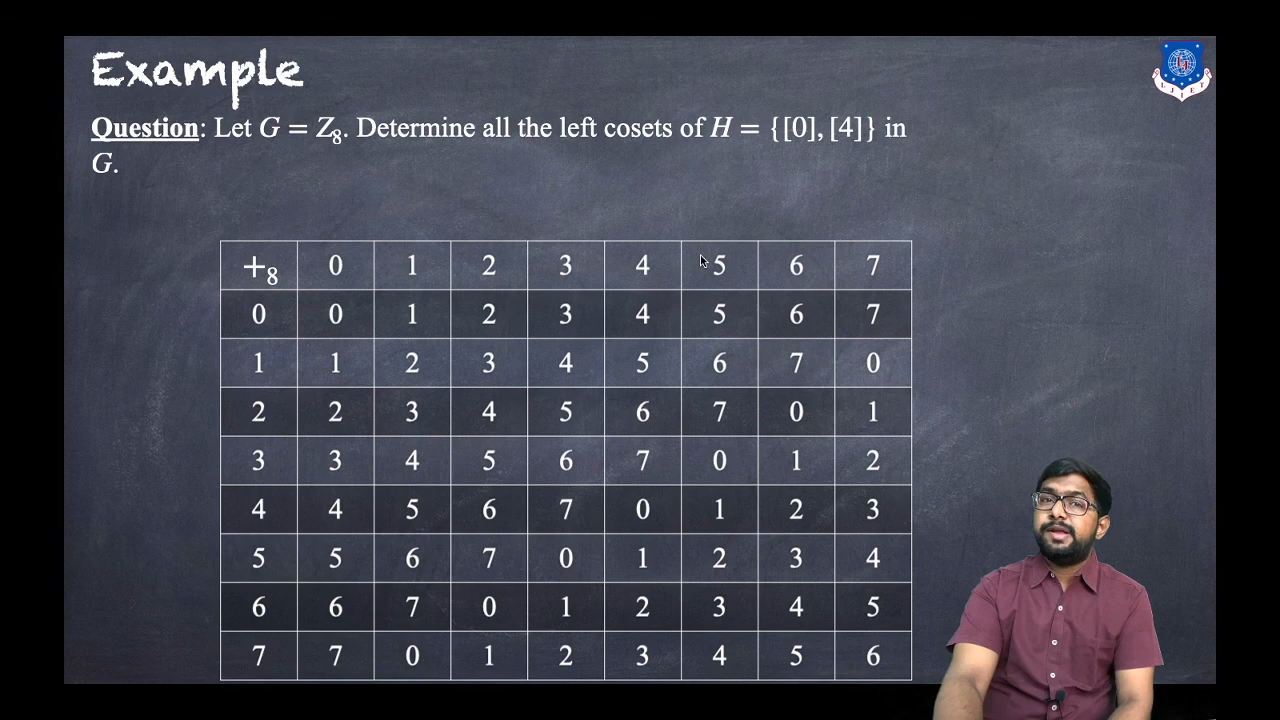 Example
Question: Let G = Z₈. Determine all the left cosets of H = {[0], [4]} in
G.
+₈ 0 1 2 3 4 5 6 7
0 0 1 2 3 4 5 6 7
1 1 2 3 4 5 6 7 0
2 2 3 4 5 6 7 0 1
3 3 4 5 6 7 0 1 2
4 4 5 6 7 0 1 2 3
5 5 6 7 0 1 2 3 4
6 6 7 0 1 2 3 4 5
7 7 0 1 2 3 4 5 6